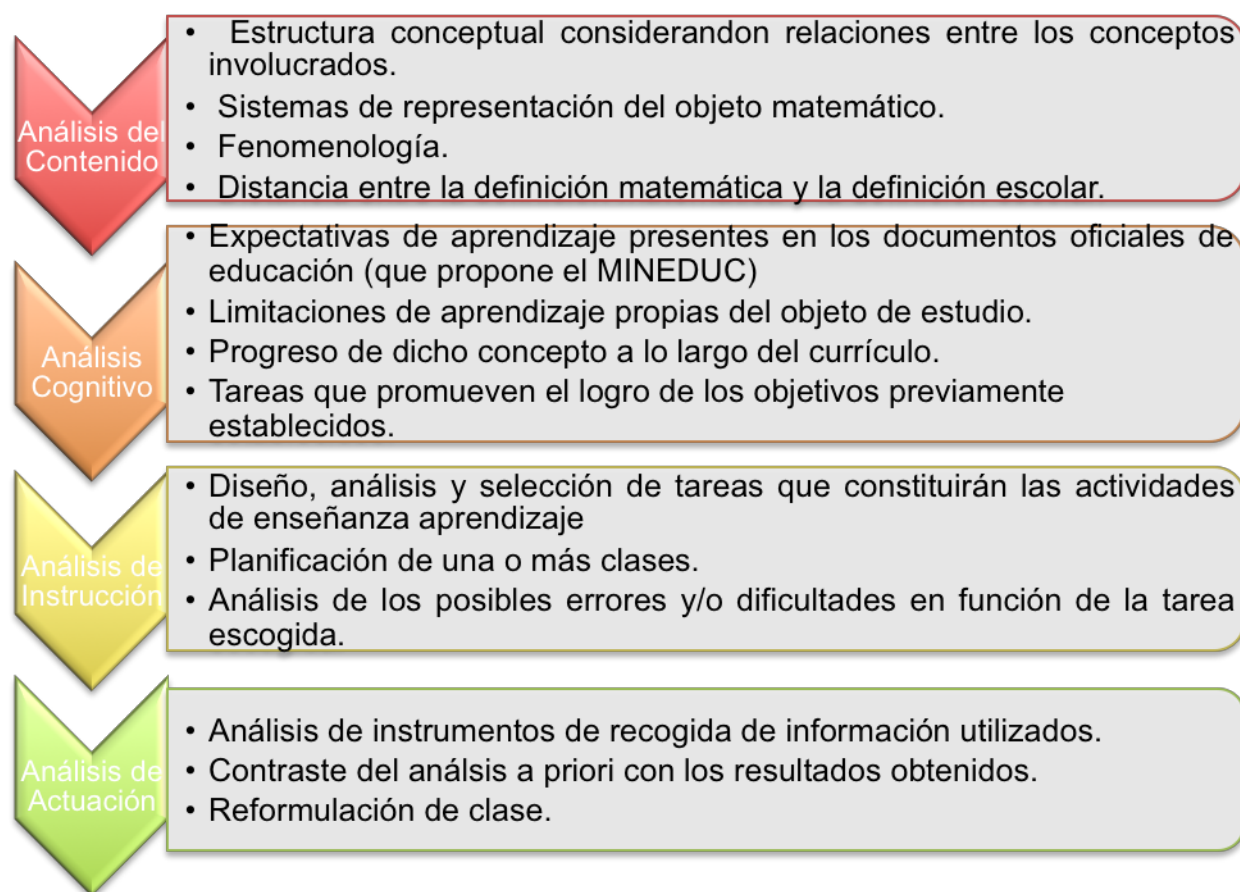 Análisis del
Contenido
• Estructura conceptual considerandon relaciones entre los conceptos
involucrados.
• Sistemas de representación del objeto matemático.
• Fenomenología.
• Distancia entre la definición matemática y la definición escolar.
Análisis
Cognitivo
• Expectativas de aprendizaje presentes en los documentos oficiales de
educación (que propone el MINEDUC)
• Limitaciones de aprendizaje propias del objeto de estudio.
• Progreso de dicho concepto a lo largo del currículo.
• Tareas que promueven el logro de los objetivos previamente
establecidos.
Análisis de
Instrucción
• Diseño, análisis y selección de tareas que constituirán las actividades
de enseñanza aprendizaje
• Planificación de una o más clases.
• Análisis de los posibles errores y/o dificultades en función de la tarea
escogida.
Análisis de
Actuación
• Análisis de instrumentos de recogida de información utilizados.
• Contraste del análsis a priori con los resultados obtenidos.
• Reformulación de clase.